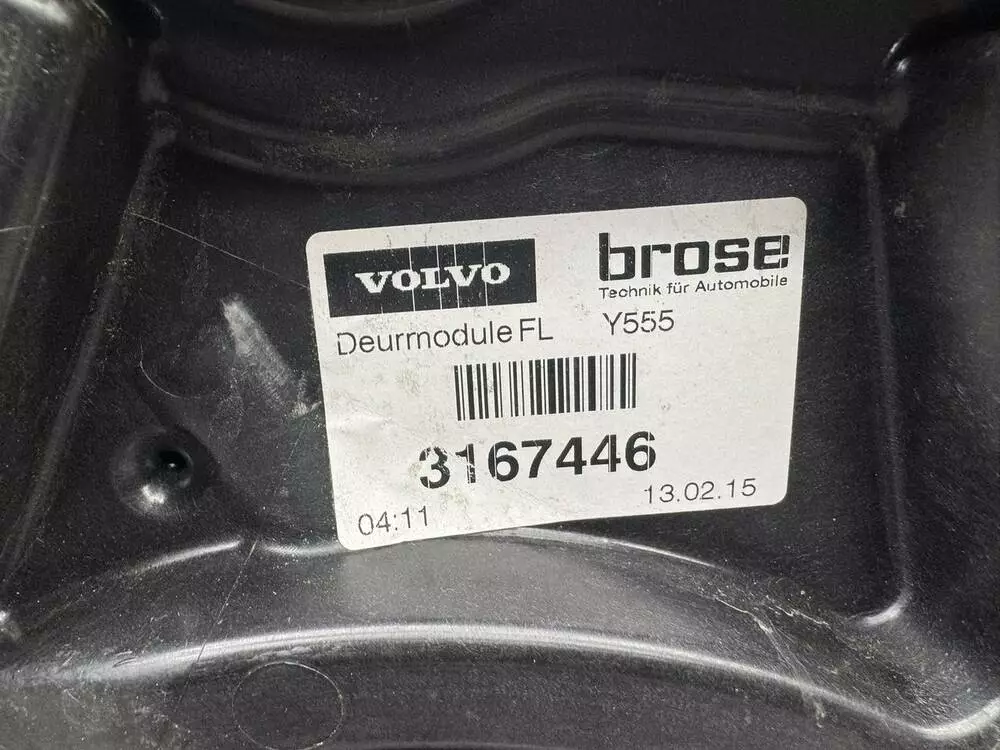 VOLVO
brose
Technik für Automobile
Deurmodule FL Y555
3167446
04:11
13.02.15